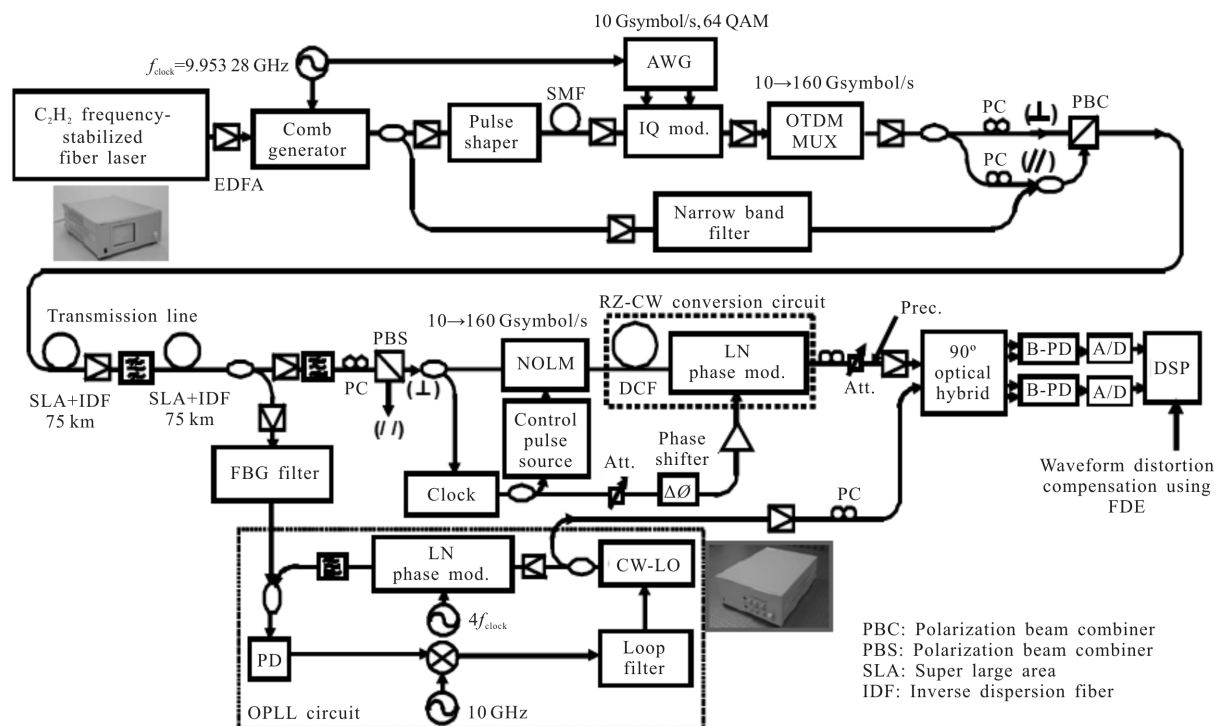 10 Gsymbol/s, 64 QAM
f_clock=9.953 28 GHz
AWG
10→160 Gsymbol/s
C₂H₂ frequency-
stabilized
fiber laser
EDFA
Comb
generator
Pulse
shaper
SMF
IQ mod.
OTDM
MUX
PC
(⊥)
PBC
PC
(//)
Narrow band
filter
Transmission line
SLA+IDF
75 km
SLA+IDF
75 km
PC
PBS
(⊥)
(//)
10→160 Gsymbol/s
NOLM
RZ-CW conversion circuit
DCF
LN
phase mod.
Prec.
Att.
90°
optical
hybrid
B-PD
A/D
B-PD
A/D
DSP
Waveform distortion
compensation using
FDE
FBG filter
Control
pulse
source
Clock
Att.
Phase
shifter
ΔØ
PC
LN
phase mod.
CW-LO
4f_clock
PD
Loop
filter
10 GHz
OPLL circuit
PBC: Polarization beam combiner
PBS: Polarization beam combiner
SLA: Super large area
IDF: Inverse dispersion fiber